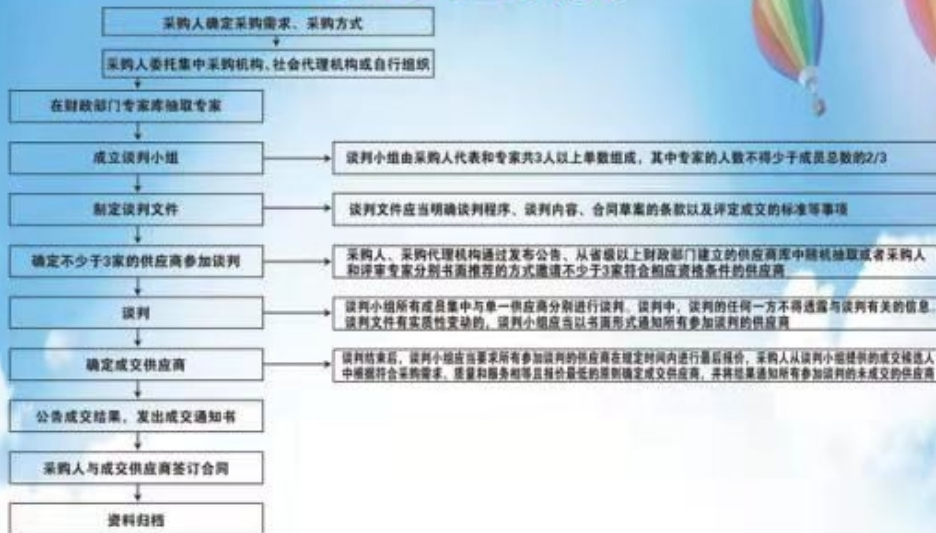 采购人确定采购需求、采购方式
采购人委托集中采购机构、社会代理机构或自行组织
在财政部门专家库抽取专家
成立谈判小组
谈判小组由采购人代表和专家共3人以上单数组成，其中专家的人数不得少于成员总数的2/3
制定谈判文件
谈判文件应当明确谈判程序、谈判内容、合同草案的条款以及评定成交的标准等事项
确定不少于3家的供应商参加谈判
采购人、采购代理机构通过发布公告、从省级以上财政部门建立的供应商库中随机抽取或者采购人
和评审专家分别书面推荐的方式邀请不少于3家符合相应资格条件的供应商
谈判
谈判小组所有成员集中与单一供应商分别进行谈判。谈判中，谈判的任何一方不得透露与谈判有关的信息.
谈判文件有实质性变动的，谈判小组应当以书面形式通知所有参加谈判的供应商
确定成交供应商
谈判结束后，谈判小组应当要求所有参加谈判的供应商在规定时间内进行最后报价，采购人从谈判小组提供的成交候选人
中根据符合采购需求、质量和服务相等且报价最低的原则确定成交供应商，并将结果通知所有参加谈判的未成交的供应商
公告成交结果，发出成交通知书
采购人与成交供应商签订合同
资料归档